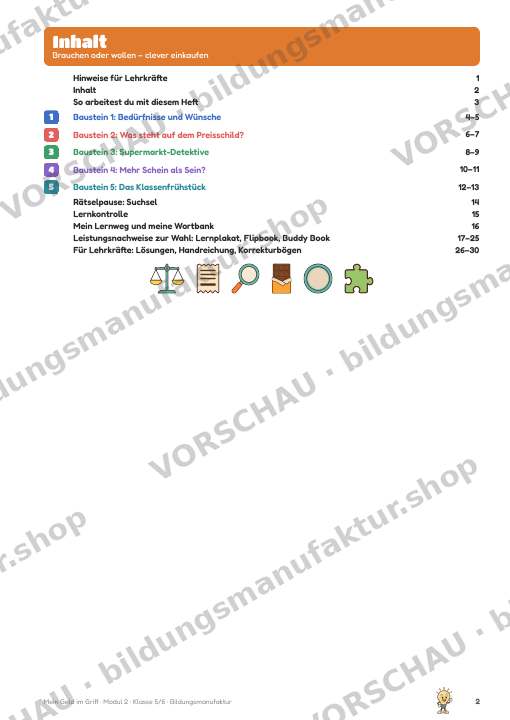 Inhalt
Brauchen oder wollen – clever einkaufen
Hinweise für Lehrkräfte 1
Inhalt 2
So arbeitest du mit diesem Heft 3
1 Baustein 1: Bedürfnisse und Wünsche 4–5
2 Baustein 2: Was steht auf dem Preisschild? 6–7
3 Baustein 3: Supermarkt-Detektive 8–9
4 Baustein 4: Mehr Schein als Sein? 10–11
5 Baustein 5: Das Klassenfrühstück 12–13
Rätselpause: Suchsel 14
Lernkontrolle 15
Mein Lernweg und meine Wortbank 16
Leistungsnachweise zur Wahl: Lernplakat, Flipbook, Buddy Book 17–25
Für Lehrkräfte: Lösungen, Handreichung, Korrekturbögen 26–30
VORSCHAU · bildungsmanufaktur.shop
VORSCHAU · bildungsmanufaktur.shop
Mein Geld im Griff · Modul 2 · Klasse 5/6 · Bildungsmanufaktur 2